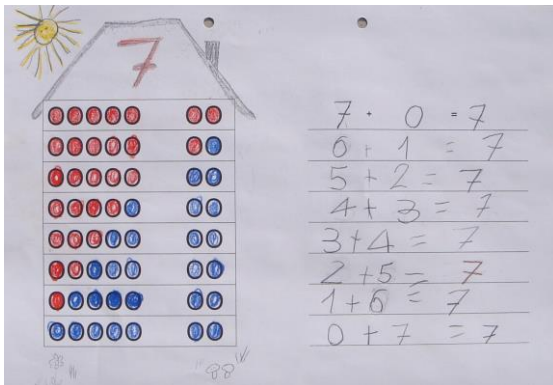 7
7 + 0 = 7
6 + 1 = 7
5 + 2 = 7
4 + 3 = 7
3 + 4 = 7
2 + 5 = 7
1 + 6 = 7
0 + 7 = 7